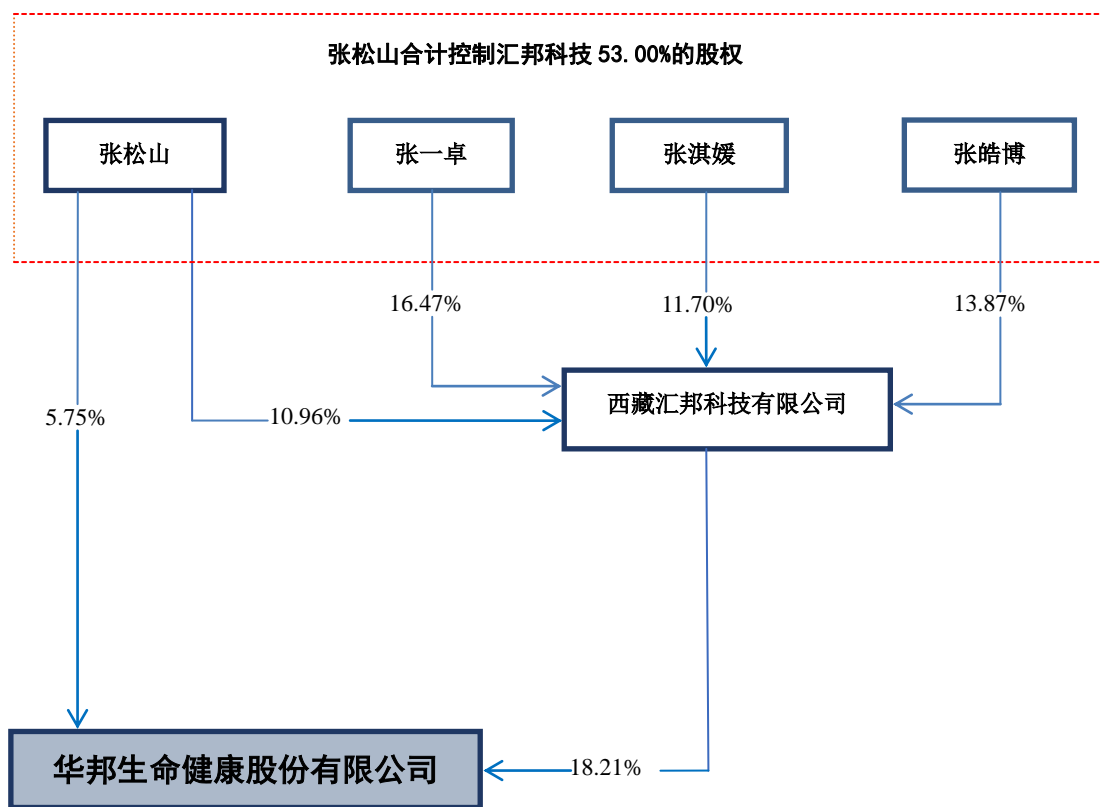 张松山合计控制汇邦科技 53.00%的股权
张松山
张一卓
张淇媛
张皓博
16.47%
11.70%
13.87%
西藏汇邦科技有限公司
5.75%
10.96%
华邦生命健康股份有限公司
18.21%